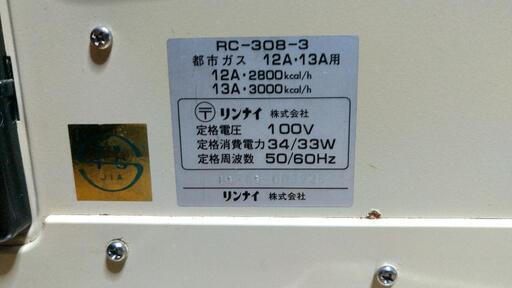 RC-308-3
都市ガス 12A・13A用
12A・2800kcal/h
13A・3000kcal/h
リンナイ 株式会社
定格電圧 100V
定格消費電力 34/33W
定格周波数 50/60Hz
リンナイ 株式会社
JIA